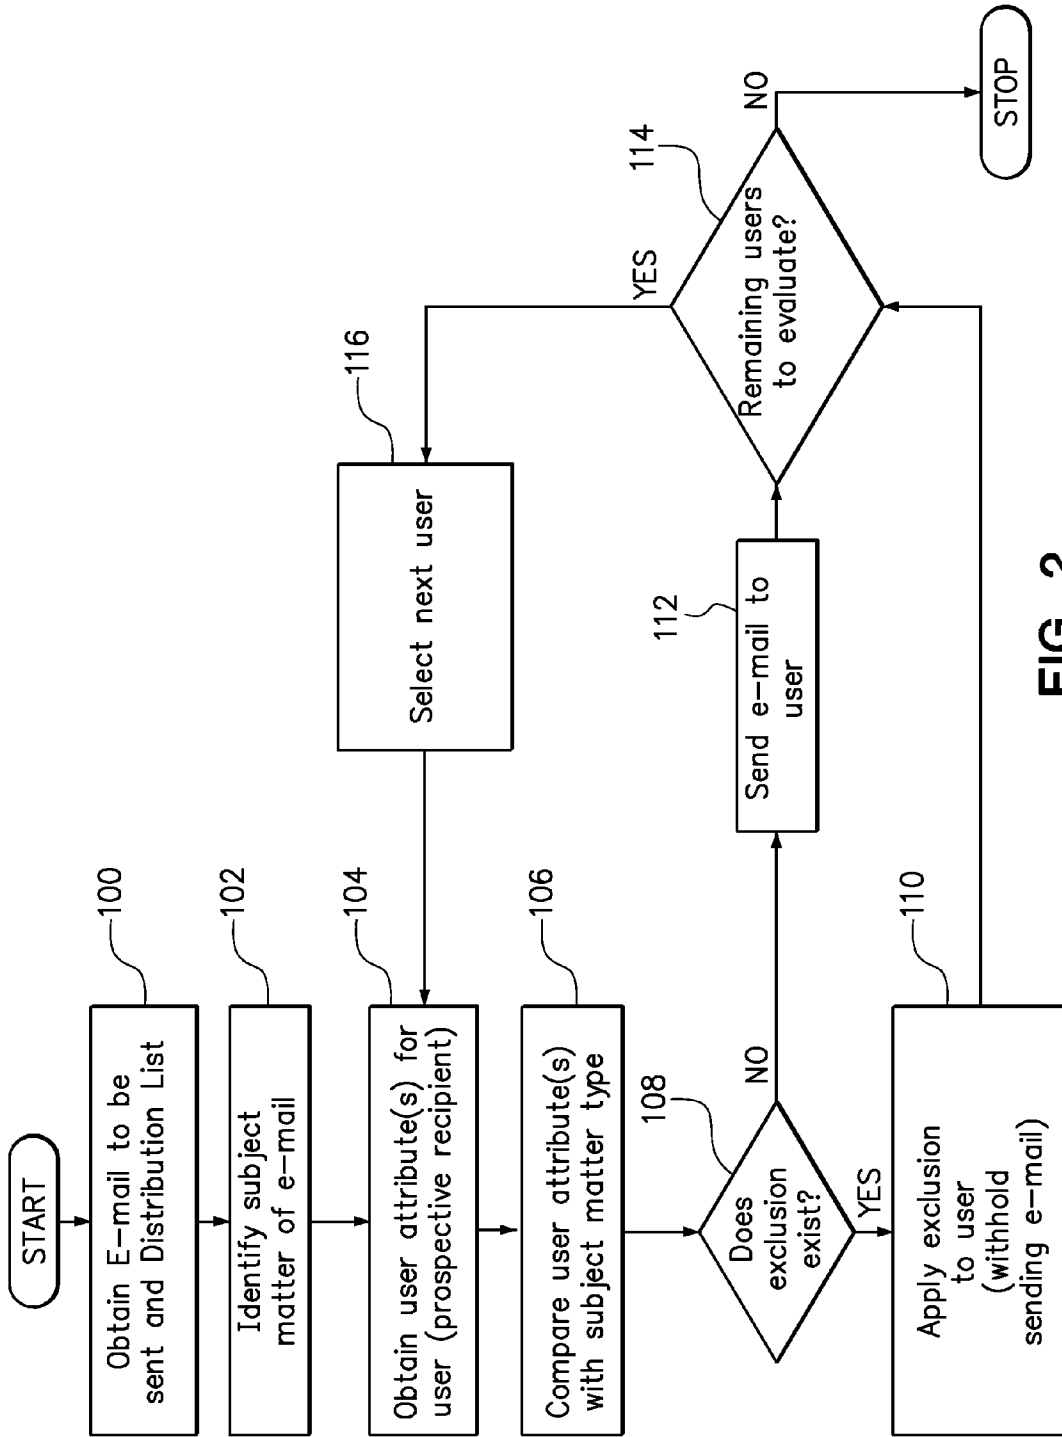 START
100
Obtain E-mail to be
sent and Distribution List
102
Identify subject
matter of e-mail
104
Obtain user attribute(s) for
user (prospective recipient)
106
Compare user attribute(s)
with subject matter type
108
Does
exclusion
exist?
NO
YES
110
Apply exclusion
to user
(withhold
sending e-mail)
112
Send e-mail to
user
114
Remaining users
to evaluate?
YES
NO
116
Select next user
STOP
FIG. 2